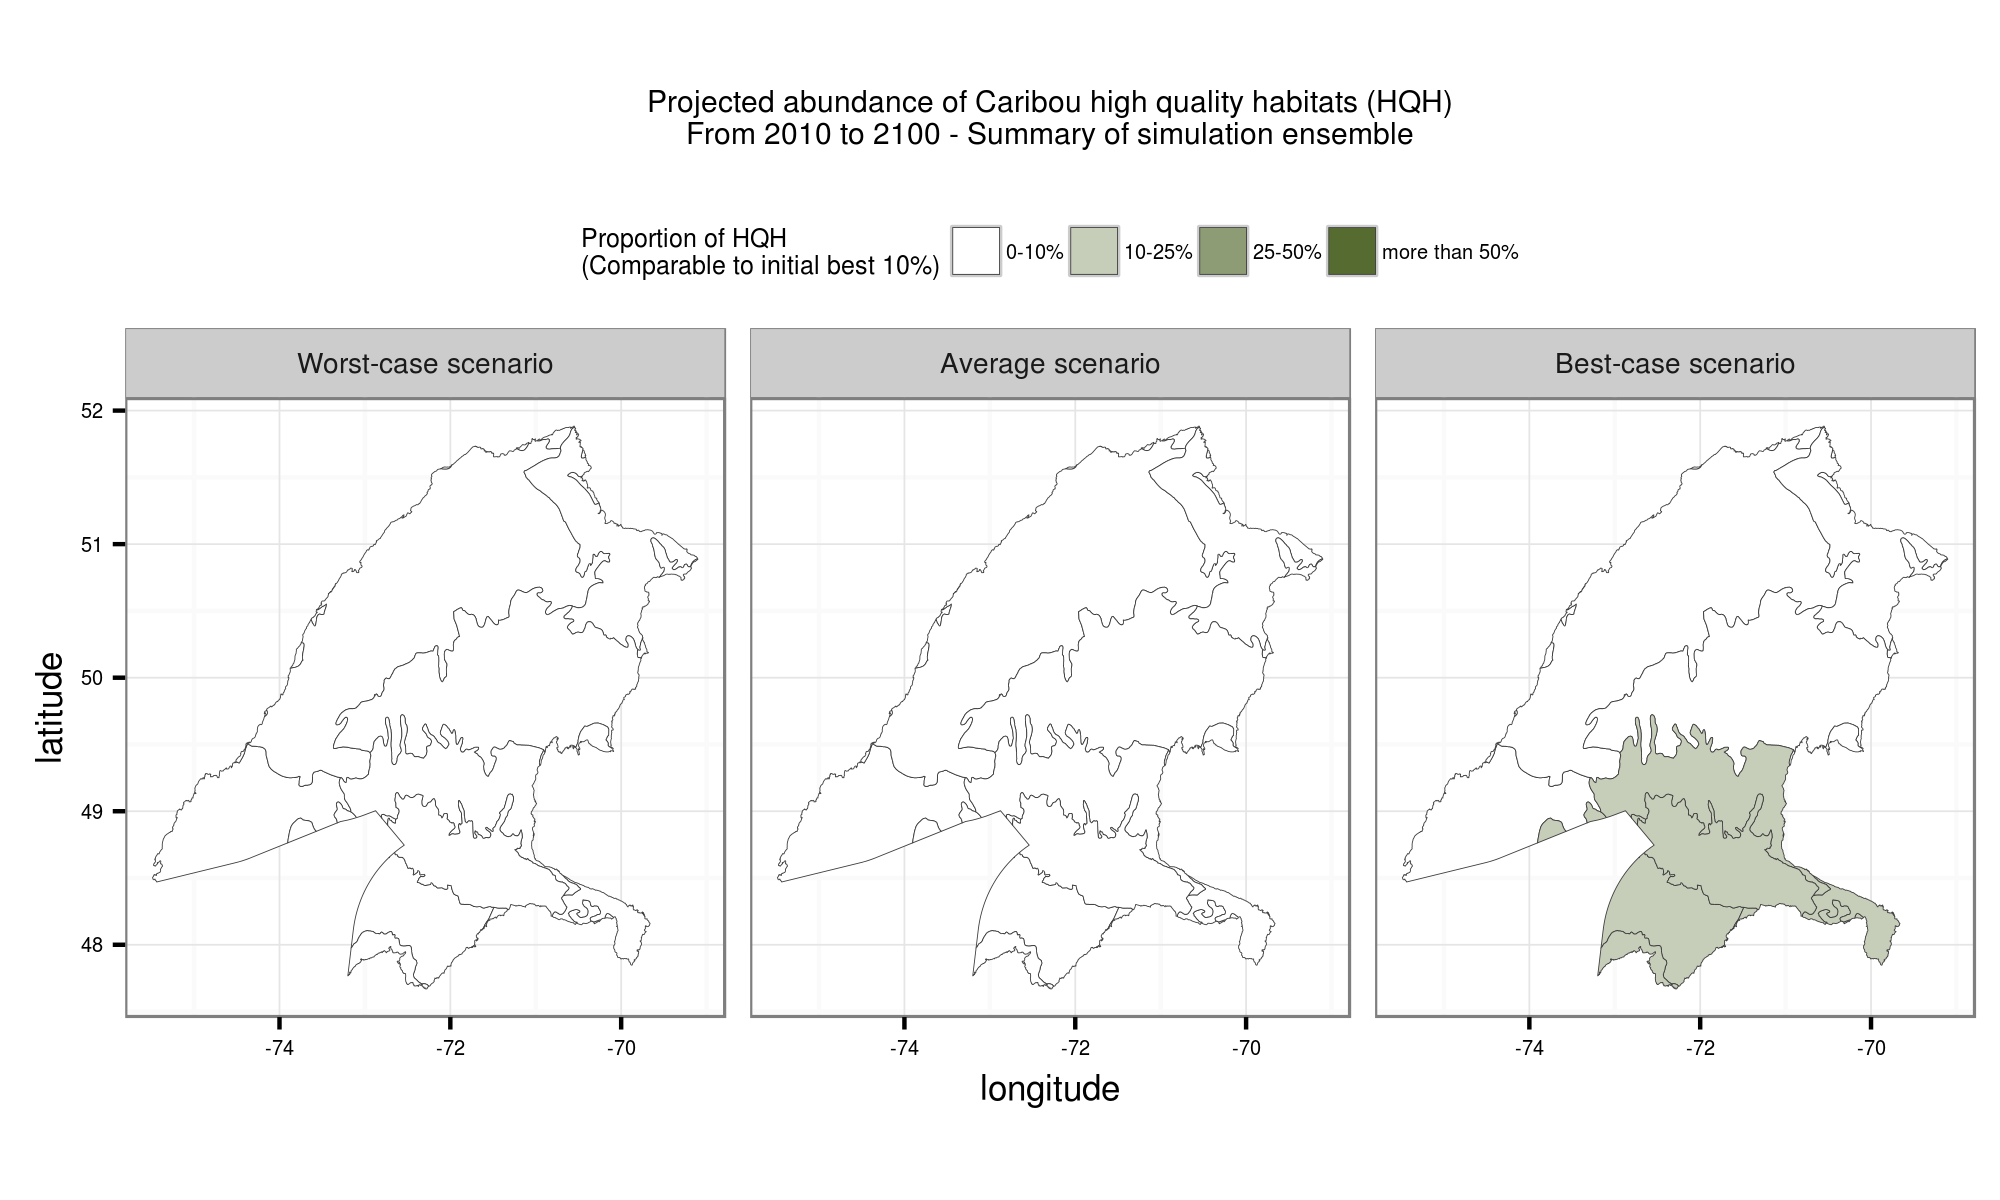 Projected abundance of Caribou high quality habitats (HQH)
From 2010 to 2100 - Summary of simulation ensemble
Proportion of HQH
(Comparable to initial best 10%)
0-10%
10-25%
25-50%
more than 50%
Worst-case scenario
Average scenario
Best-case scenario
latitude
52
51
50
49
48
-74
-72
-70
-74
-72
-70
-74
-72
-70
longitude